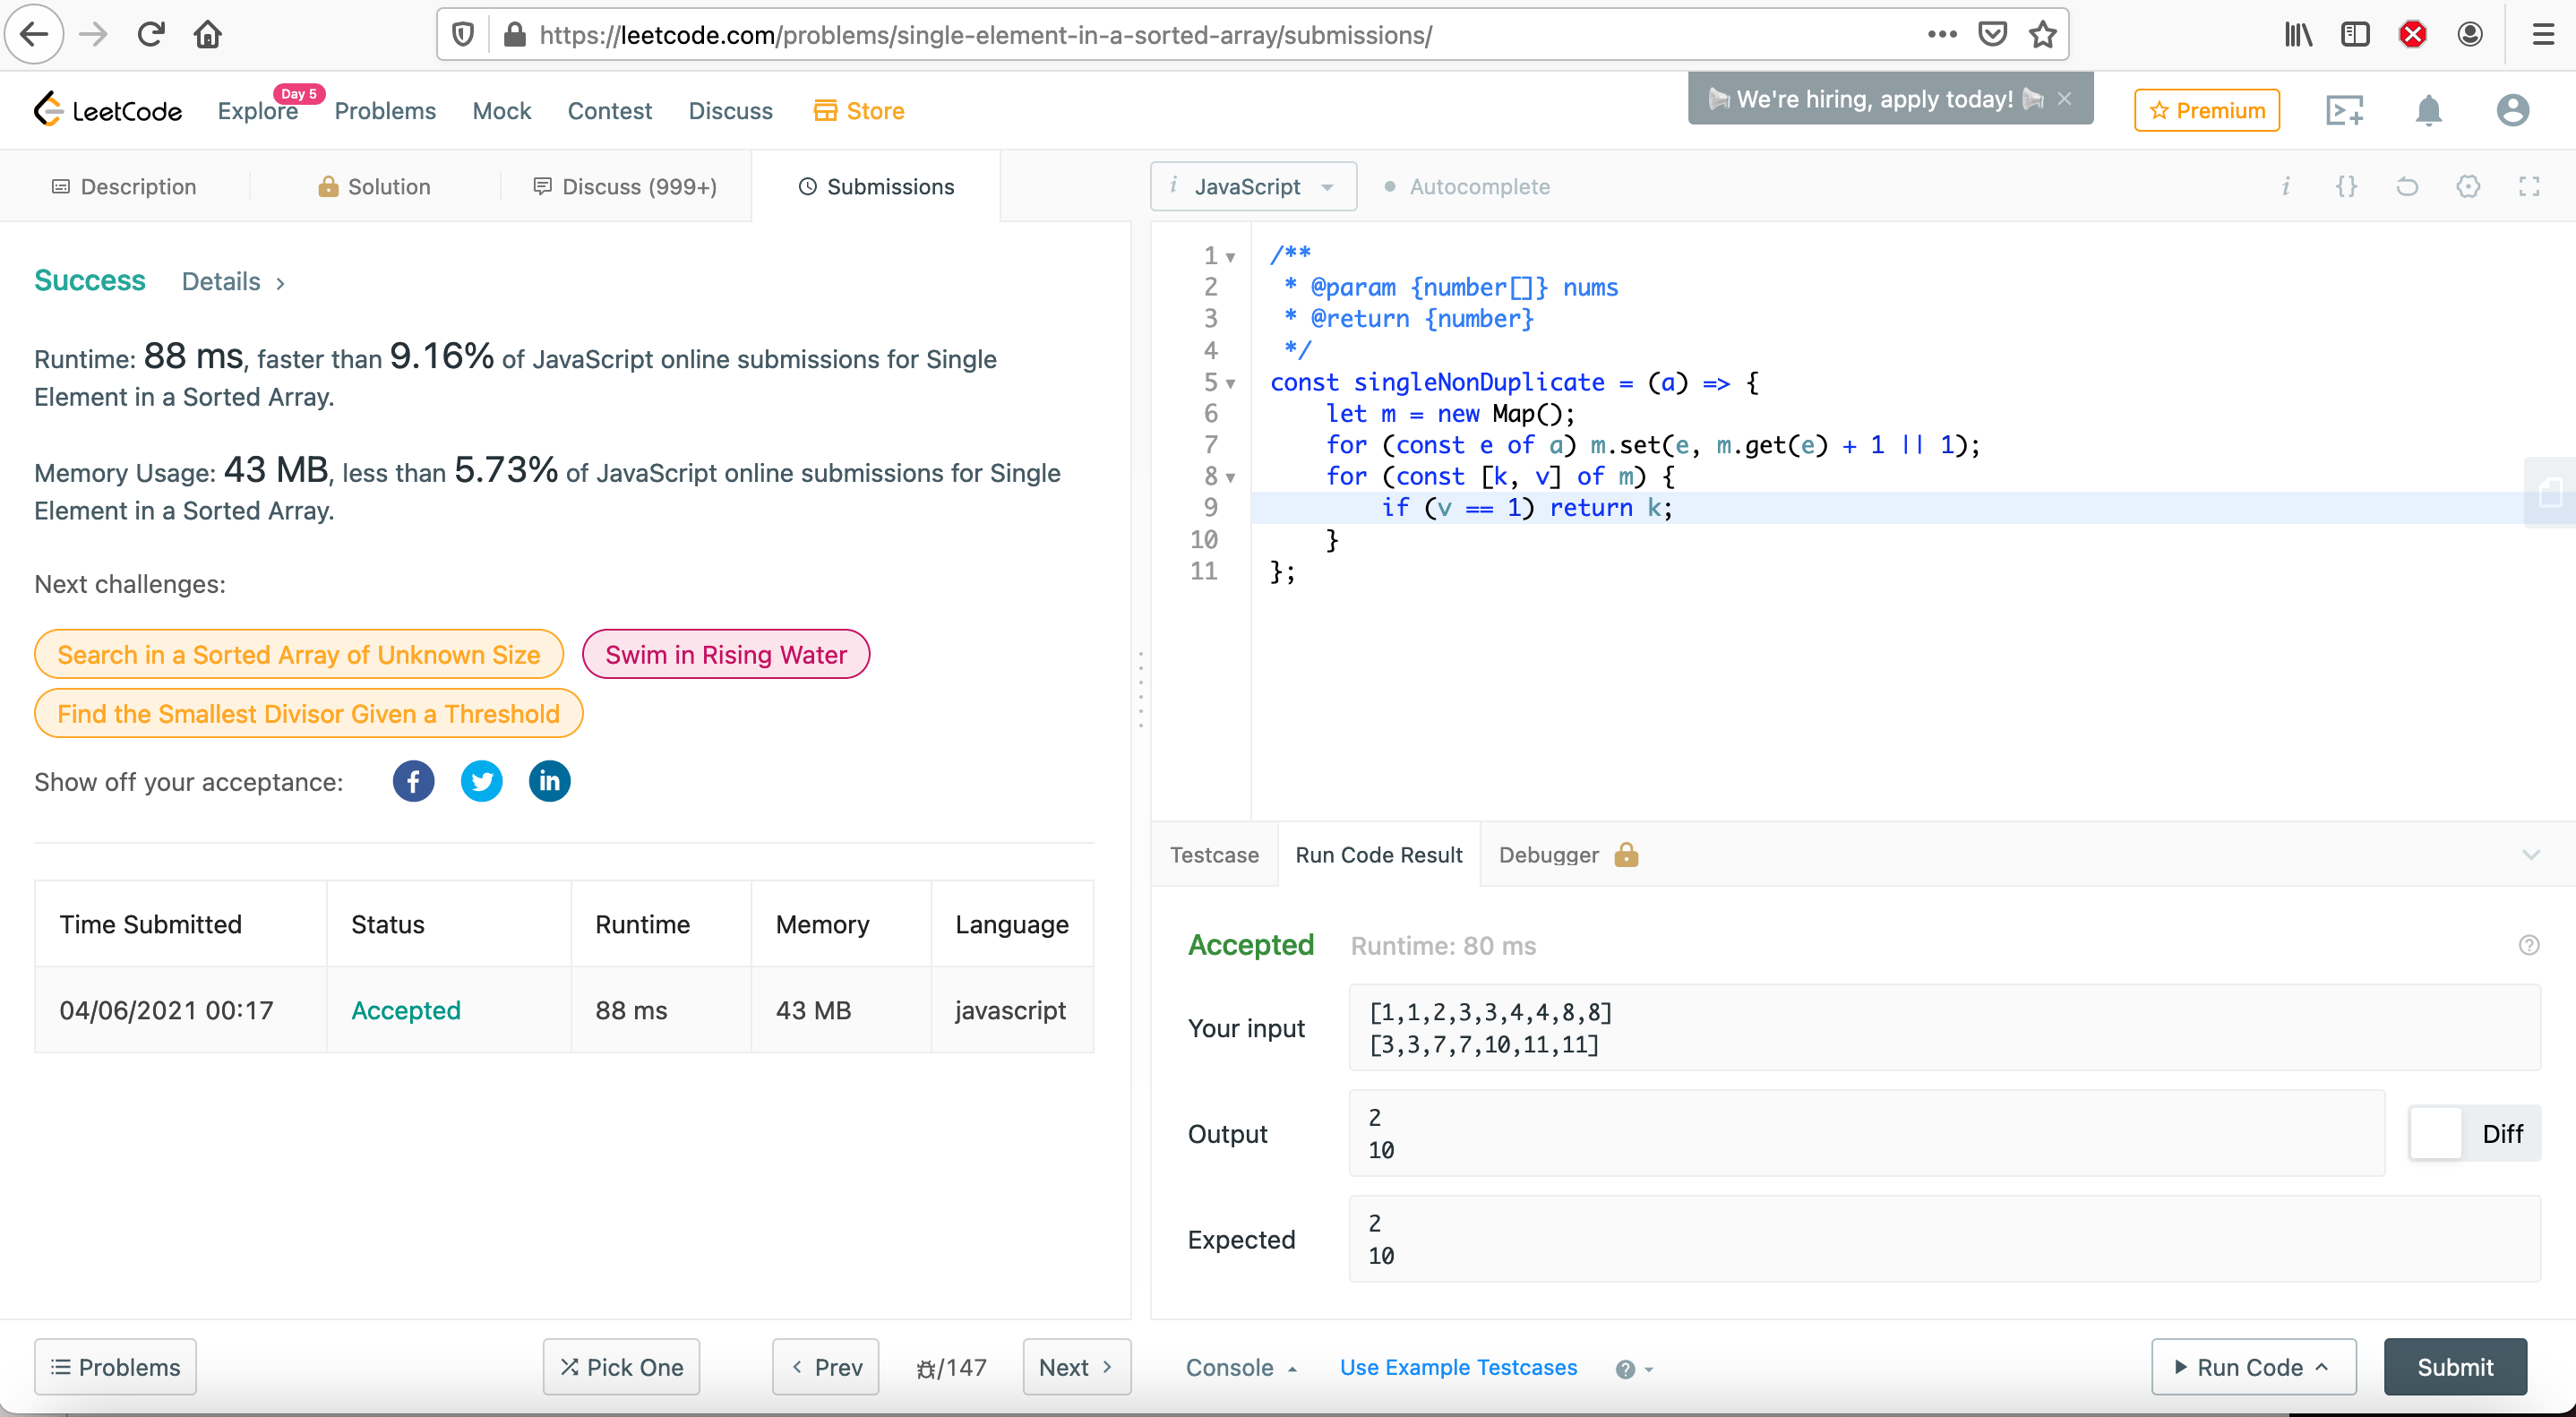 https://leetcode.com/problems/single-element-in-a-sorted-array/submissions/
LeetCode
Explore
Day 5
Problems
Mock
Contest
Discuss
Store
We're hiring, apply today!
Premium
Description
Solution
Discuss (999+)
Submissions
i JavaScript
Autocomplete
i {}
Success Details >
Runtime: 88 ms, faster than 9.16% of JavaScript online submissions for Single
Element in a Sorted Array.
Memory Usage: 43 MB, less than 5.73% of JavaScript online submissions for Single
Element in a Sorted Array.
Next challenges:
Search in a Sorted Array of Unknown Size
Swim in Rising Water
Find the Smallest Divisor Given a Threshold
Show off your acceptance:
f in
Time Submitted Status Runtime Memory Language
04/06/2021 00:17 Accepted 88 ms 43 MB javascript
Problems
Pick One
< Prev
/147
Next >
1 /**
2  * @param {number[]} nums
3  * @return {number}
4  */
5 const singleNonDuplicate = (a) => {
6     let m = new Map();
7     for (const e of a) m.set(e, m.get(e) + 1 || 1);
8     for (const [k, v] of m) {
9         if (v == 1) return k;
10     }
11 };
Testcase
Run Code Result
Debugger
Accepted Runtime: 80 ms
?
Your input
[1,1,2,3,3,4,4,8,8]
[3,3,7,7,10,11,11]
Output
2
10
Diff
Expected
2
10
Console
Use Example Testcases
?
Run Code
Submit